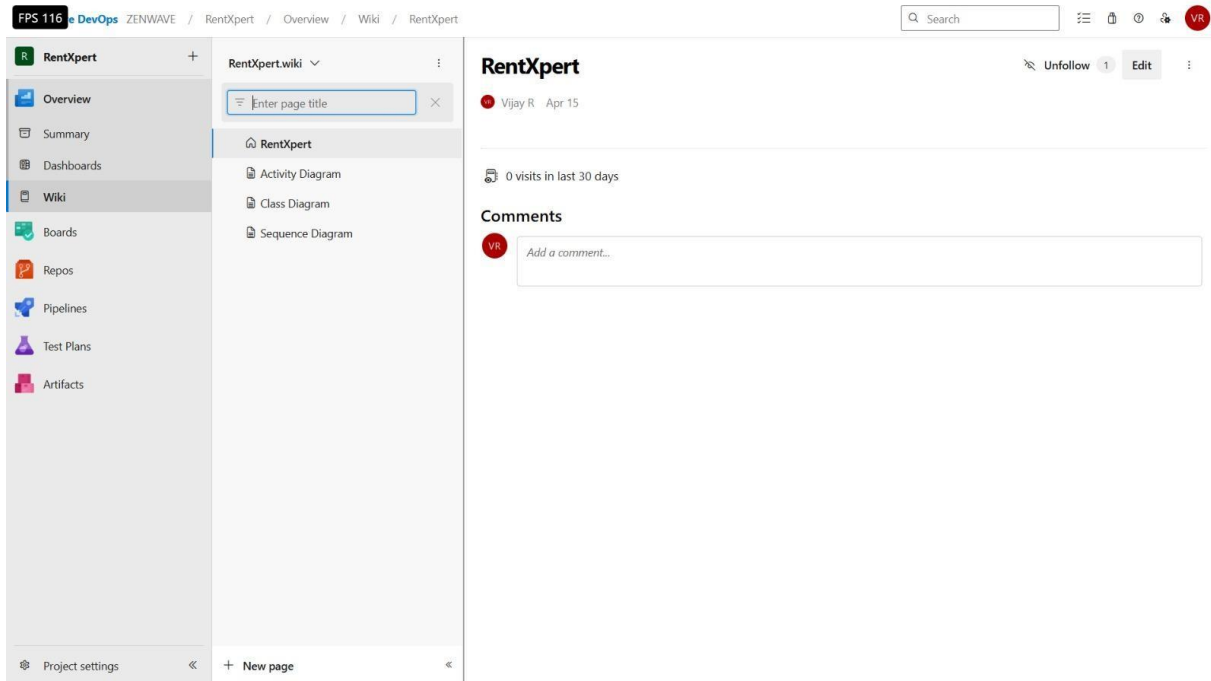 FPS 116 e DevOps ZENWAVE / RentXpert / Overview / Wiki / RentXpert
Search
VR
R RentXpert +
Overview
Summary
Dashboards
Wiki
Boards
Repos
Pipelines
Test Plans
Artifacts
Project settings
RentXpert.wiki
Enter page title
RentXpert
Activity Diagram
Class Diagram
Sequence Diagram
+ New page
RentXpert
Unfollow 1 Edit
VR Vijay R Apr 15
0 visits in last 30 days
Comments
VR Add a comment...